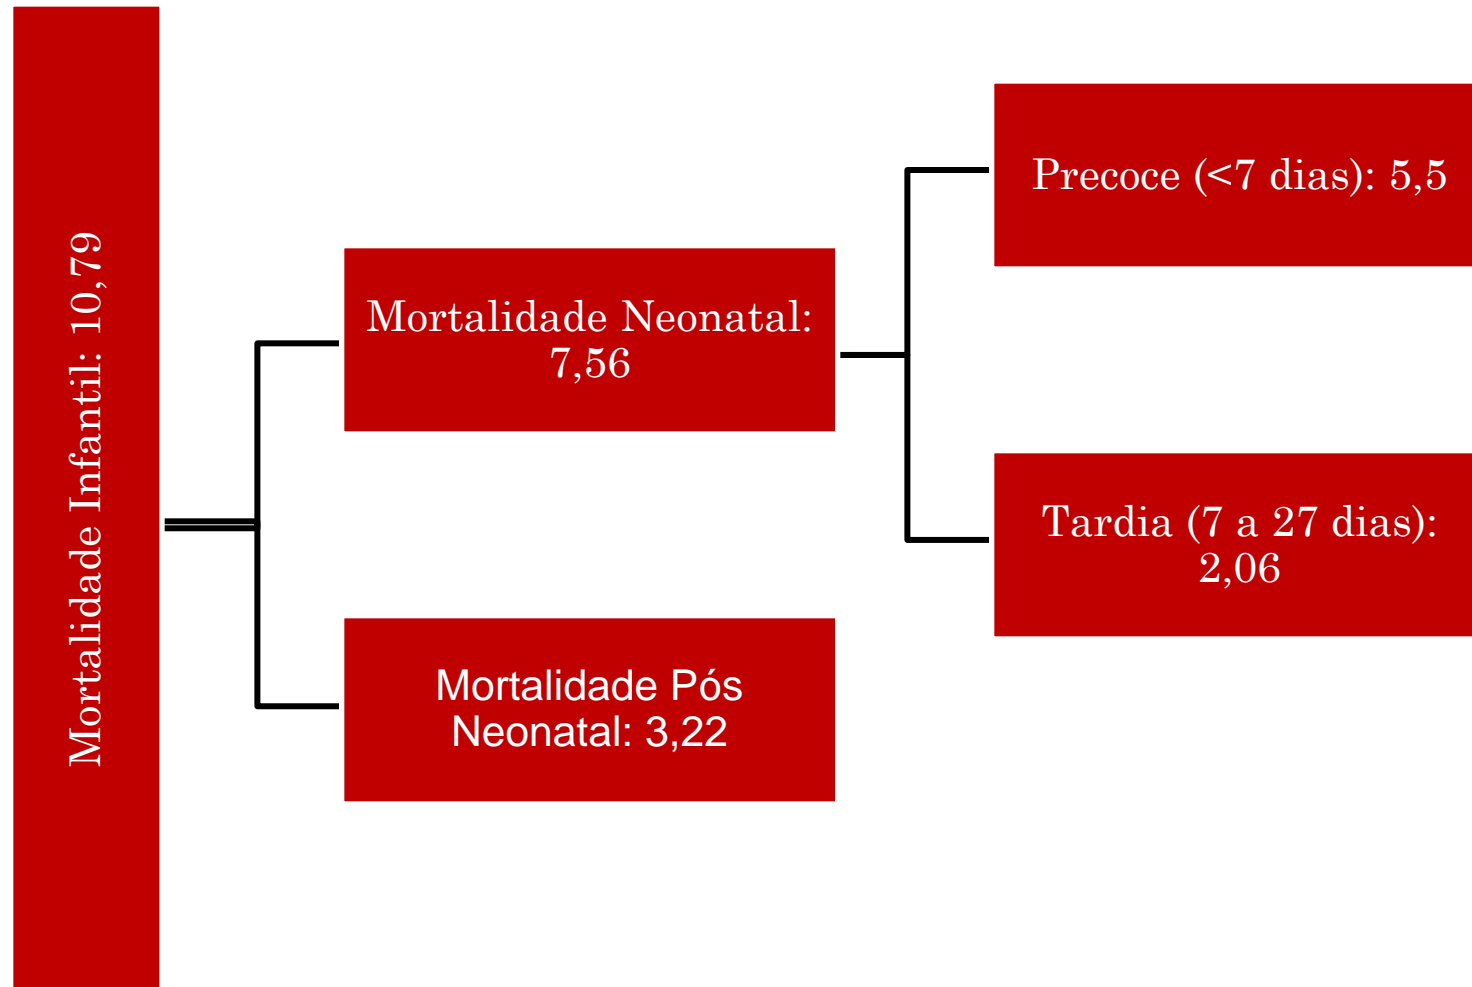 Mortalidade Infantil: 10,79
Mortalidade Neonatal:
7,56
Mortalidade Pós
Neonatal: 3,22
Precoce (<7 dias): 5,5
Tardia (7 a 27 dias):
2,06